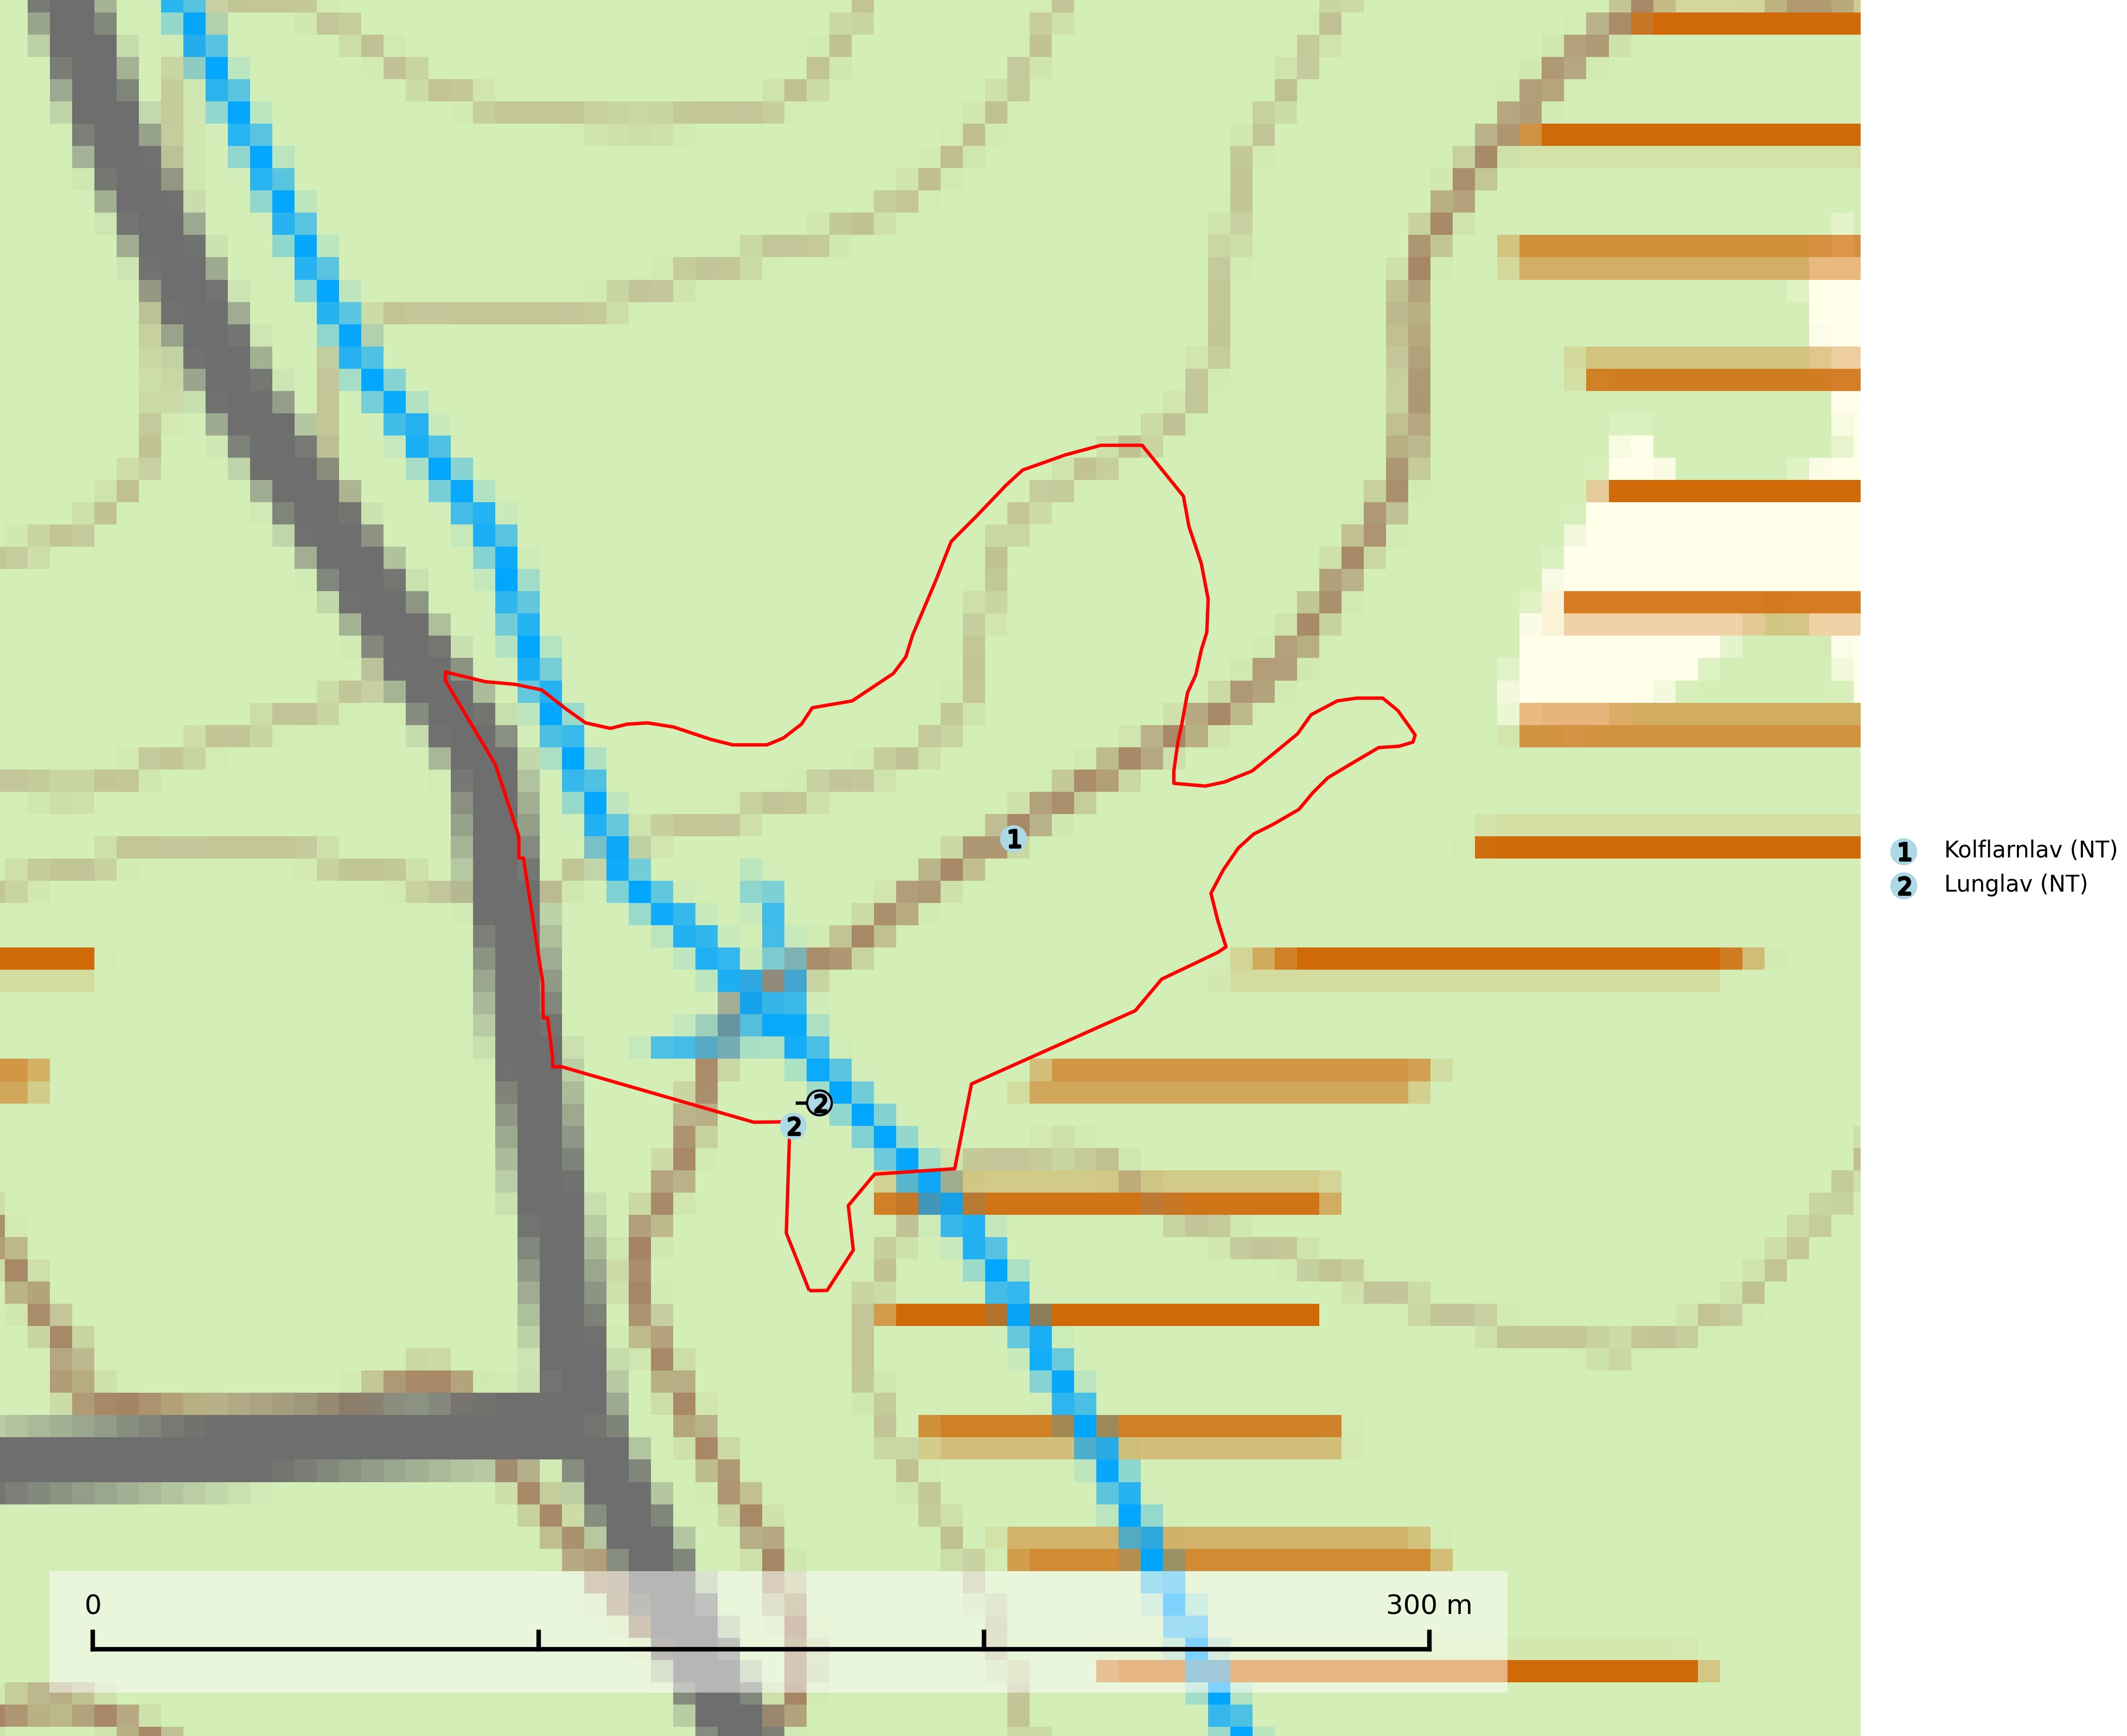 1
2
2
1 Kolflarnlav (NT)
2 Lunglav (NT)
0 300 m